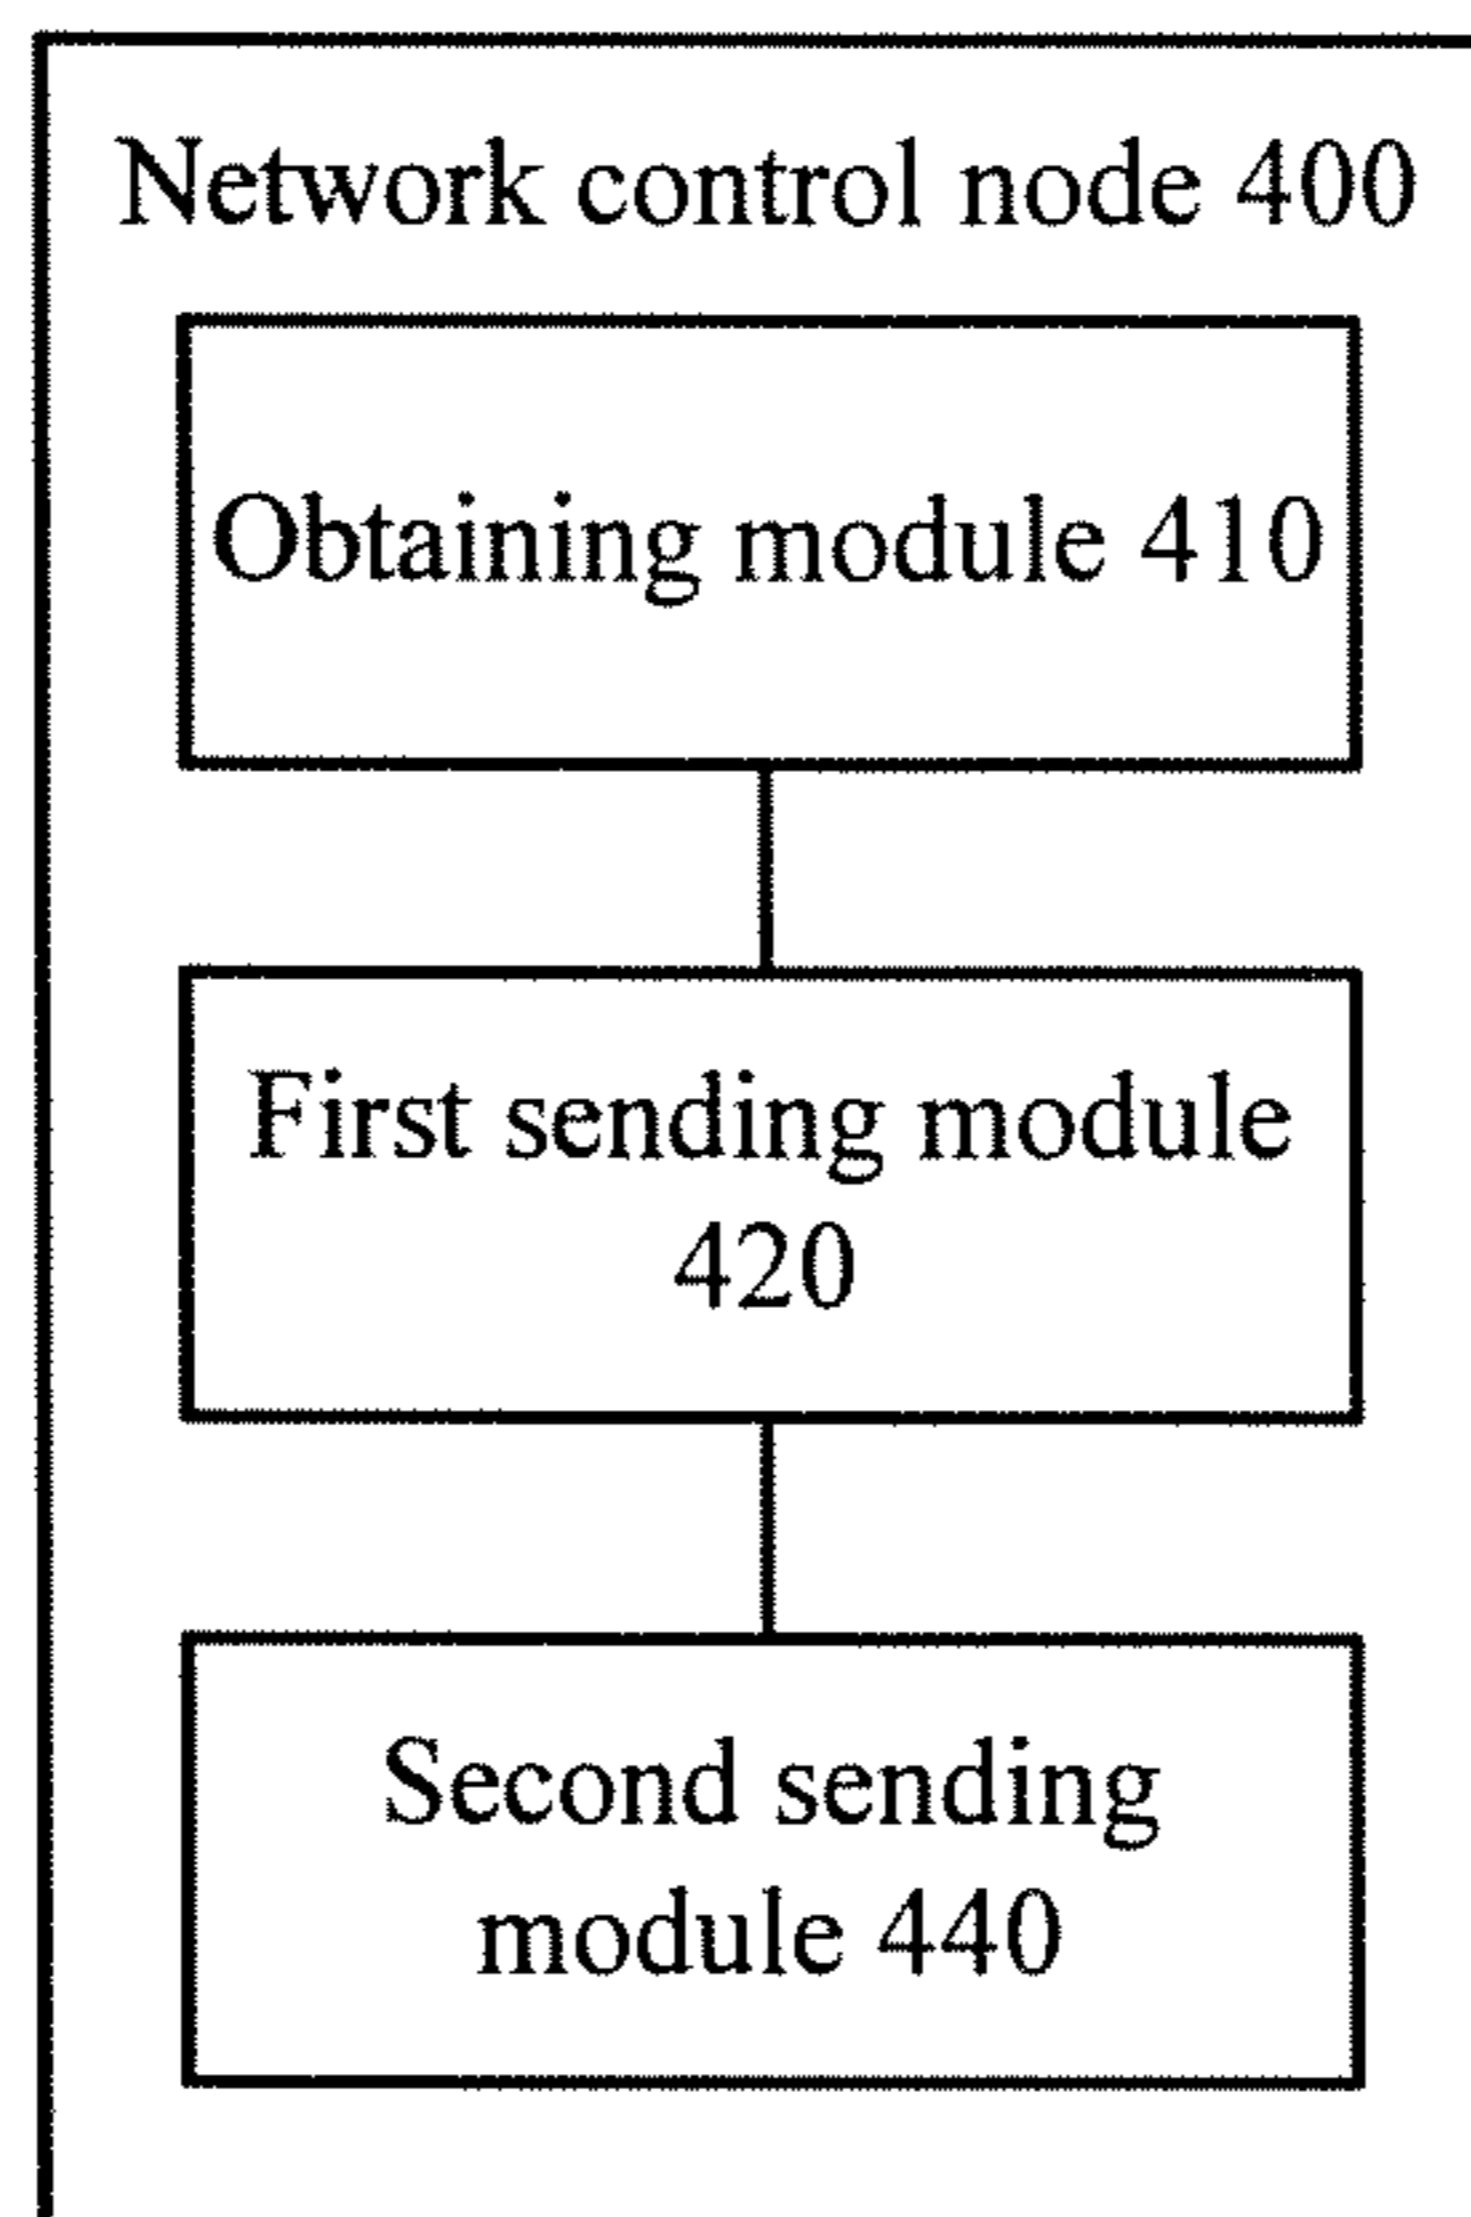 Network control node 400
Obtaining module 410
First sending module
420
Second sending
module 440